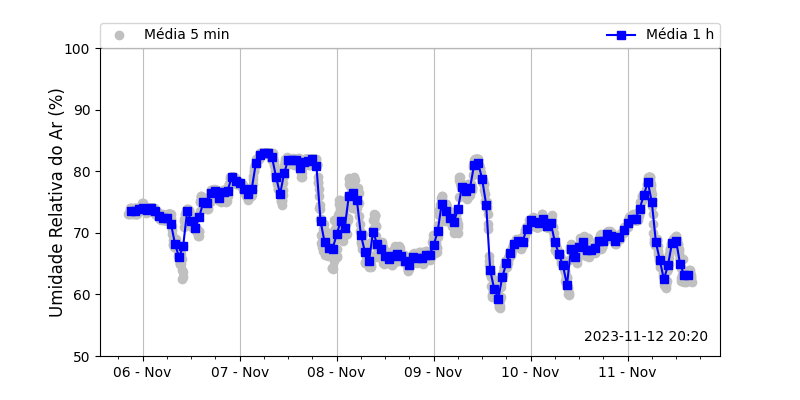 Média 5 min
Média 1 h
Umidade Relativa do Ar (%)
100
90
80
70
60
50
2023-11-12 20:20
06 - Nov
07 - Nov
08 - Nov
09 - Nov
10 - Nov
11 - Nov